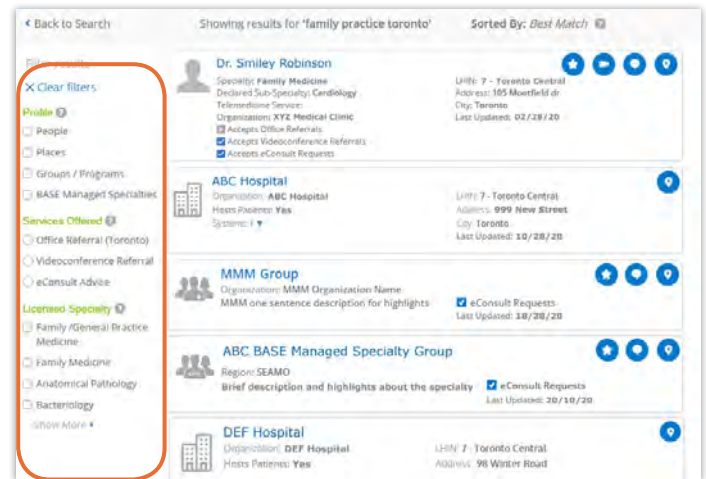 Back to Search
Showing results for 'family practice toronto'
Sorted By: Best Match
Filter Results
X Clear filters
Profile
People
Places
Groups / Programs
BASE Managed Specialties
Services Offered
Office Referral (Toronto)
Videoconference Referral
eConsult Advice
Licensed Specialty
Family /General Practice
Medicine
Family Medicine
Anatomical Pathology
Bacteriology
Show More
Dr. Smiley Robinson
Specialty: Family Medicine
Declared Sub-Specialty: Cardiology
Telemedicine Service:
Organization: XYZ Medical Clinic
Accepts Office Referrals
Accepts Videoconference Referrals
Accepts eConsult Requests
LHIN: 7 - Toronto Central
Address: 105 Moatfield dr
City: Toronto
Last Updated: 02/28/20
ABC Hospital
Organization: ABC Hospital
Hosts Patients: Yes
Systems: 1
LHIN: 7 - Toronto Central
Address: 999 New Street
City: Toronto
Last Updated: 10/28/20
MMM Group
Organization: MMM Organization Name
MMM one sentence description for highlights
eConsult Requests
Last Updated: 10/28/20
ABC BASE Managed Specialty Group
Region: SEAMO
Brief description and highlights about the specialty
eConsult Requests
Last Updated: 20/10/20
DEF Hospital
Organization: DEF Hospital
Hosts Patients: Yes
LHIN: 7 - Toronto Central
Address: 98 Winter Road